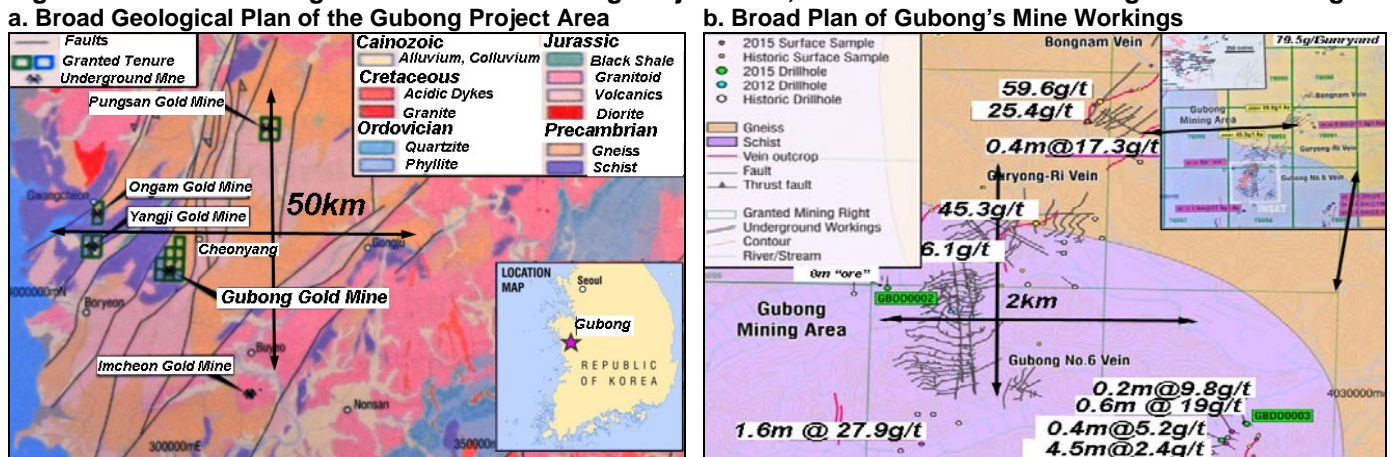 a. Broad Geological Plan of the Gubong Project Area
Faults
Granted Tenure
Underground Mne
Cainozoic
Alluvium, Colluvium
Cretaceous
Acidic Dykes
Granite
Ordovician
Quartzite
Phyllite
Jurassic
Black Shale
Granitoid
Volcanics
Diorite
Precambrian
Gneiss
Schist
Pungsan Gold Mine
Ongam Gold Mine
Gwangcheon
Yangji Gold Mine
50km
Cheonyang
Gongju
Gubong Gold Mine
Boryeon
Buyeo
Imcheon Gold Mine
Nonsan
300000mE
LOCATION
MAP
Seoul
Gubong
REPUBLIC
OF KOREA
b. Broad Plan of Gubong's Mine Workings
2015 Surface Sample
Historic Surface Sample
2015 Drillhole
2012 Drillhole
Historic Drillhole
Gneiss
Schist
Vein outcrop
Fault
Thrust fault
Granted Mining Right
Underground Workings
Contour
River/Stream
Bongnam Vein
59.6g/t
25.4g/t
0.4m@17.3g/t
Guryong-Ri Vein
45.3g/t
6.1g/t
8m "ore"
GBDD0002
2km
Gubong
Mining Area
Gubong No.6 Vein
0.2m@9.8g/t
0.6m @ 19g/t
GBDD0003
0.4m@5.2g/t
4.5m@2.4g/t
1.6m @ 27.9g/t
Gubong
Mining Area
Bongnam Vein
Guryong-Ri Vein
Gubong No.6 Vein